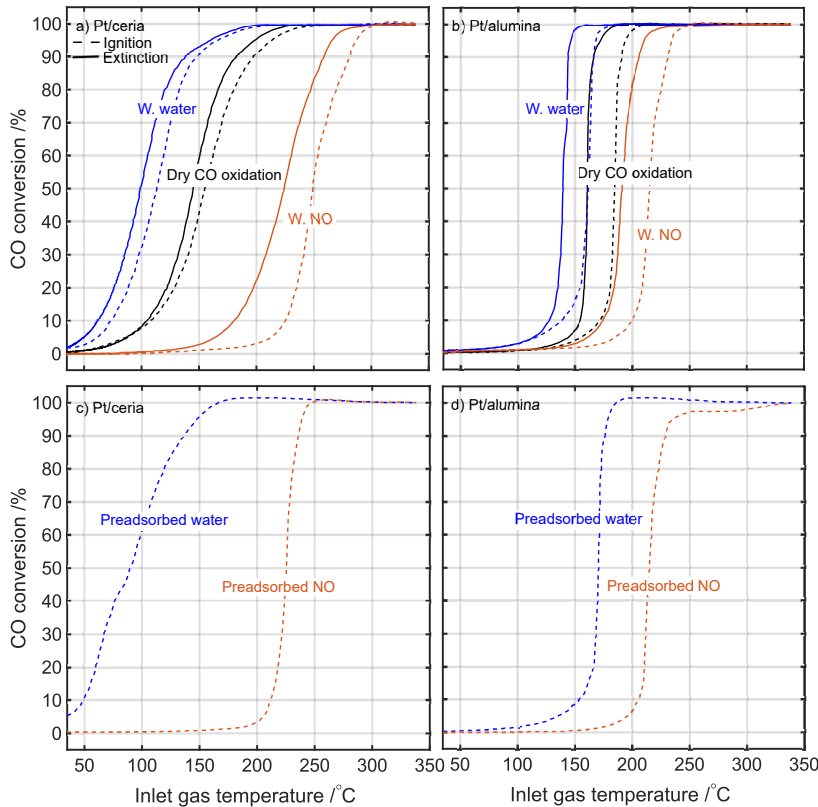 a) Pt/ceria
Ignition
Extinction
W. water
Dry CO oxidation
W. NO
100
90
80
70
60
50
40
30
20
10
0
CO conversion /%
b) Pt/alumina
W. water
Dry CO oxidation
W. NO
c) Pt/ceria
Preadsorbed water
Preadsorbed NO
100
90
80
70
60
50
40
30
20
10
0
CO conversion /%
50 100 150 200 250 300 350
Inlet gas temperature /°C
d) Pt/alumina
Preadsorbed water
Preadsorbed NO
50 100 150 200 250 300 350
Inlet gas temperature /°C